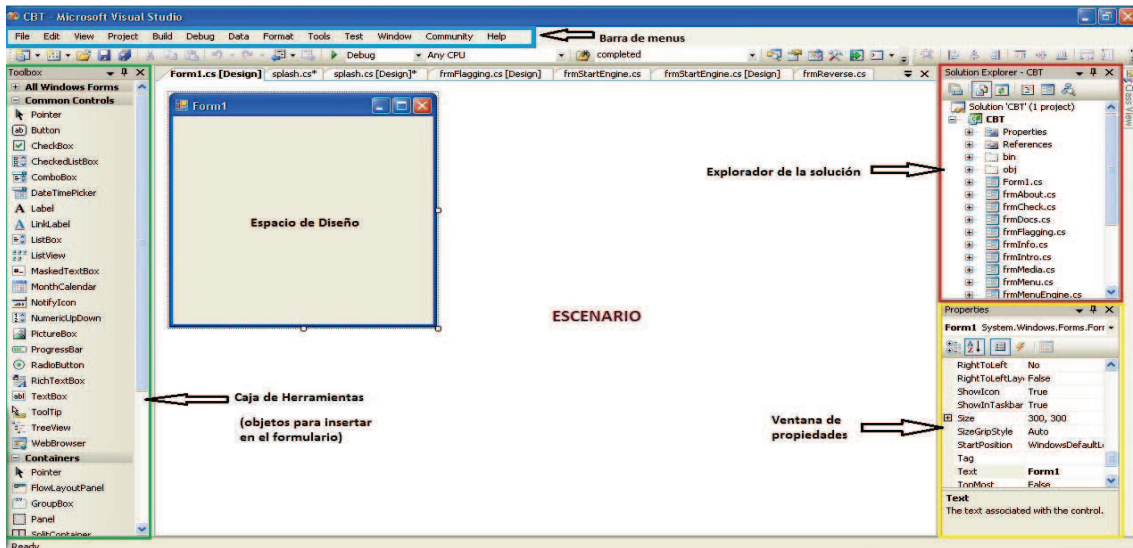 CBT - Microsoft Visual Studio
File Edit View Project Build Debug Data Format Tools Test Window Community Help
Barra de menus
Debug Any CPU completed
Toolbox
All Windows Forms
Common Controls
Pointer
Button
CheckBox
CheckedListBox
ComboBox
DateTimePicker
Label
LinkLabel
ListBox
ListView
MaskedTextBox
MonthCalendar
NotifyIcon
NumericUpDown
PictureBox
ProgressBar
RadioButton
RichTextBox
TextBox
ToolTip
TreeView
WebBrowser
Containers
Pointer
FlowLayoutPanel
GroupBox
Panel
SplitContainer
Ready
Form1.cs [Design] splash.cs* splash.cs [Design]* frmFlagging.cs [Design] frmStartEngine.cs frmStartEngine.cs [Design] frmReverse.cs
Form1
Espacio de Diseño
ESCENARIO
Caja de Herramientas
(objetos para insertar
en el formulario)
Explorador de la solución
Ventana de
propiedades
Solution Explorer - CBT
Solution 'CBT' (1 project)
CBT
Properties
References
bin
obj
Form1.cs
frmAbout.cs
frmCheck.cs
frmDocs.cs
frmFlagging.cs
frmInfo.cs
frmIntro.cs
frmMedia.cs
frmMenu.cs
frmMenuEngine.cs
Class View
Properties
Form1 System.Windows.Forms.Forr
RightToLeft No
RightToLeftLay False
ShowIcon True
ShowInTaskbar True
Size 300, 300
SizeGripStyle Auto
StartPosition WindowsDefaultL
Tag
Text Form1
TopMost False
Text
The text associated with the control.